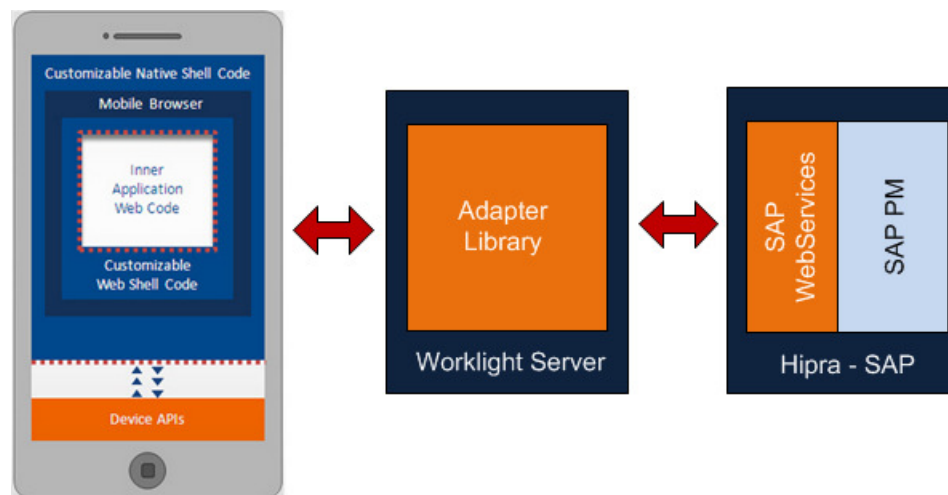 Customizable Native Shell Code
Mobile Browser
Inner
Application
Web Code
Customizable
Web Shell Code
Device APIs
Adapter
Library
Worklight Server
SAP
WebServices
SAP PM
Hipra - SAP